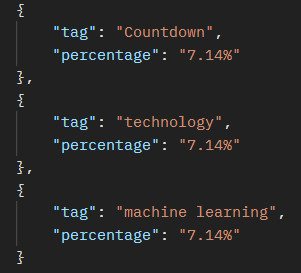 {
"tag": "Countdown",
"percentage": "7.14%"
},
{
"tag": "technology",
"percentage": "7.14%"
},
{
"tag": "machine learning",
"percentage": "7.14%"
}